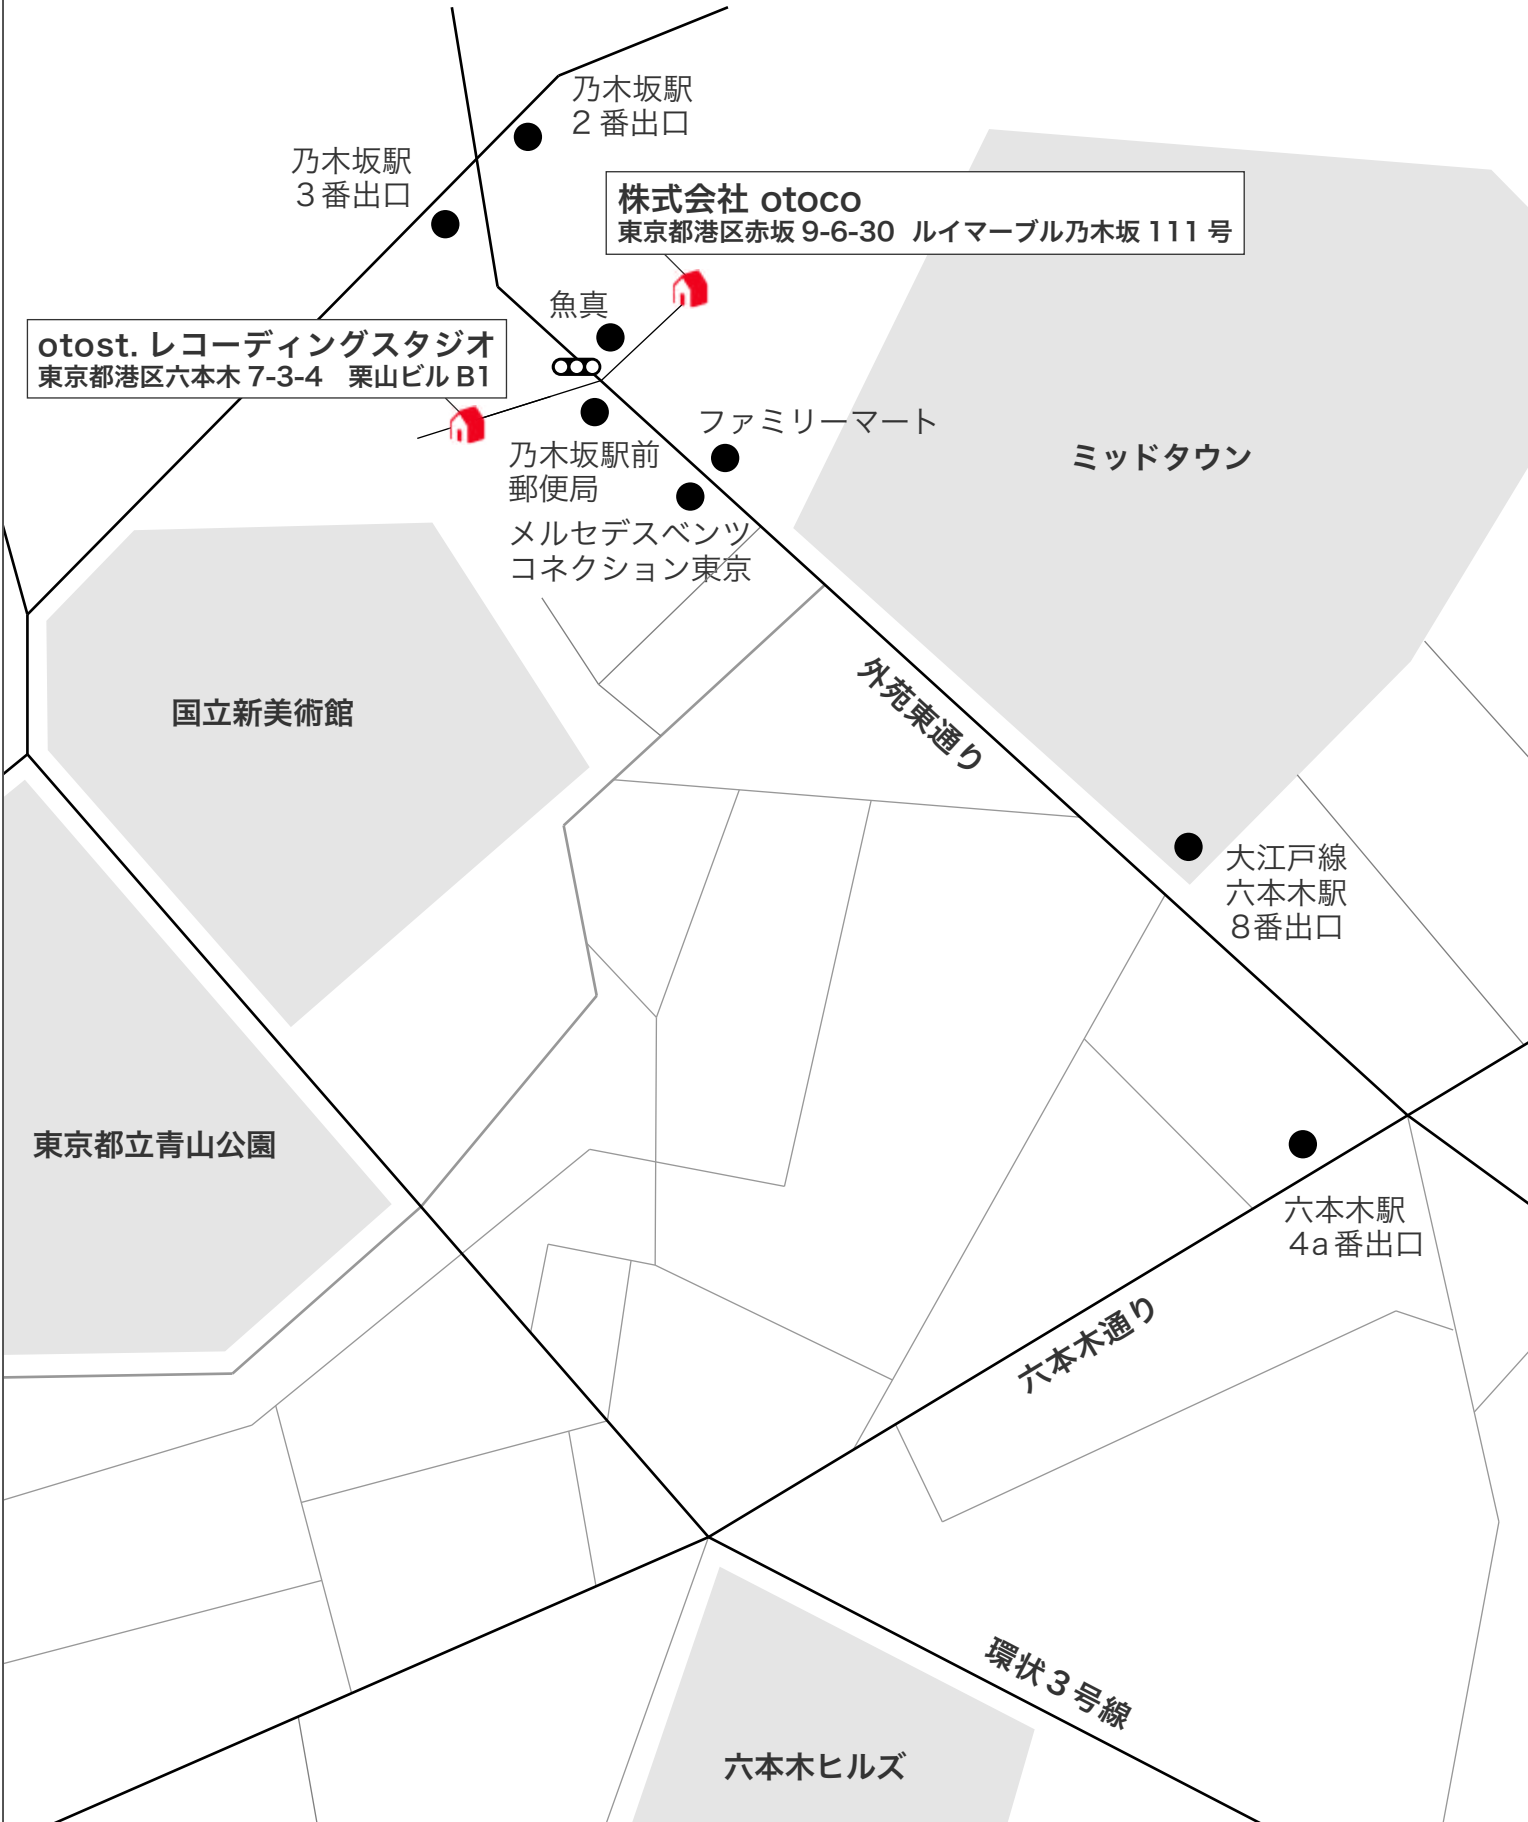 乃木坂駅
２番出口
乃木坂駅
３番出口
株式会社 otoco
東京都港区赤坂 9-6-30 ルイマーブル乃木坂 111 号
魚真
otost. レコーディングスタジオ
東京都港区六本木 7-3-4　栗山ビル B1
ファミリーマート
乃木坂駅前
郵便局
ミッドタウン
メルセデスベンツ
コネクション東京
外苑東通り
国立新美術館
大江戸線
六本木駅
8番出口
東京都立青山公園
六本木駅
4a番出口
六本木通り
環状３号線
六本木ヒルズ